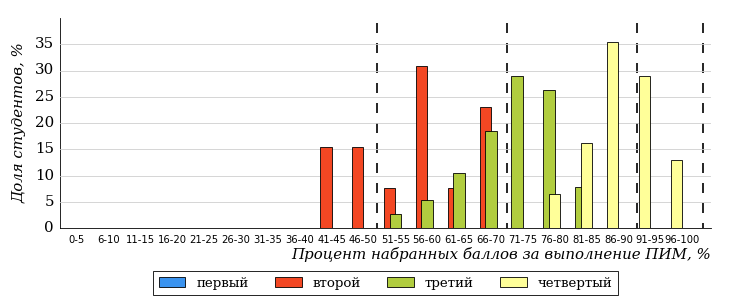 Доля студентов, %
35
30
25
20
15
10
5
0
0-5 6-10 11-15 16-20 21-25 26-30 31-35 36-40 41-45 46-50 51-55 56-60 61-65 66-70 71-75 76-80 81-85 86-90 91-95 96-100
Процент набранных баллов за выполнение ПИМ, %
первый второй третий четвертый